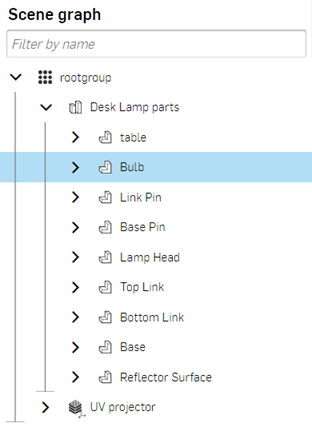 Scene graph
Filter by name
rootgroup
Desk Lamp parts
table
Bulb
Link Pin
Base Pin
Lamp Head
Top Link
Bottom Link
Base
Reflector Surface
UV projector